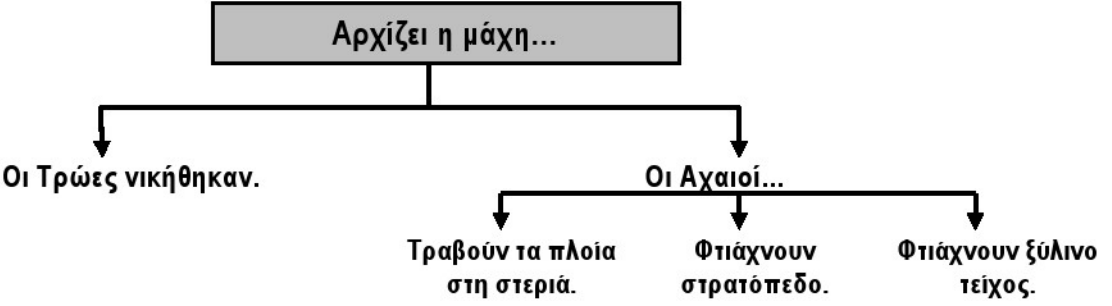 Αρχίζει η μάχη...
Οι Τρώες νικήθηκαν.
Οι Αχαιοί...
Τραβούν τα πλοία
στη στεριά.
Φτιάχνουν
στρατόπεδο.
Φτιάχνουν ξύλινο
τείχος.